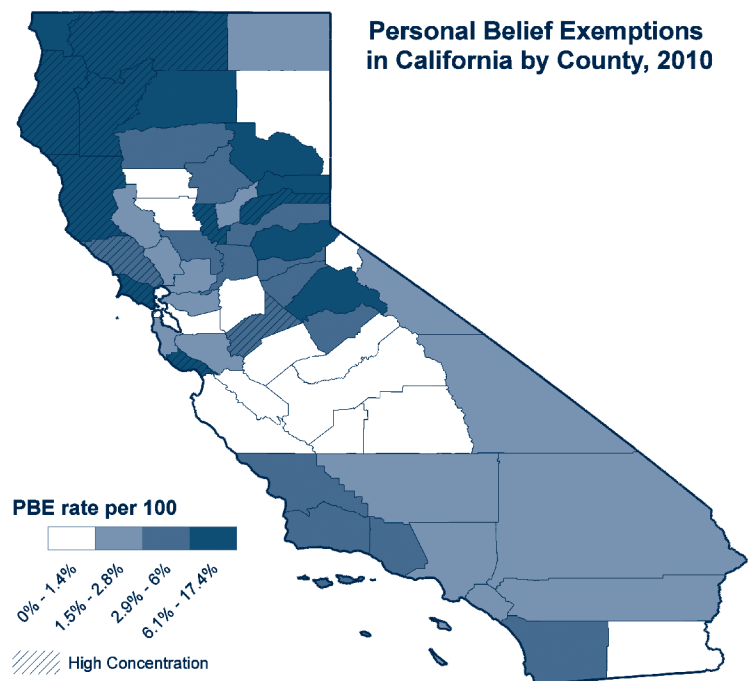 Personal Belief Exemptions
in California by County, 2010
PBE rate per 100
0% - 1.4%
1.5% - 2.8%
2.9% - 6%
6.1% - 17.4%
High Concentration